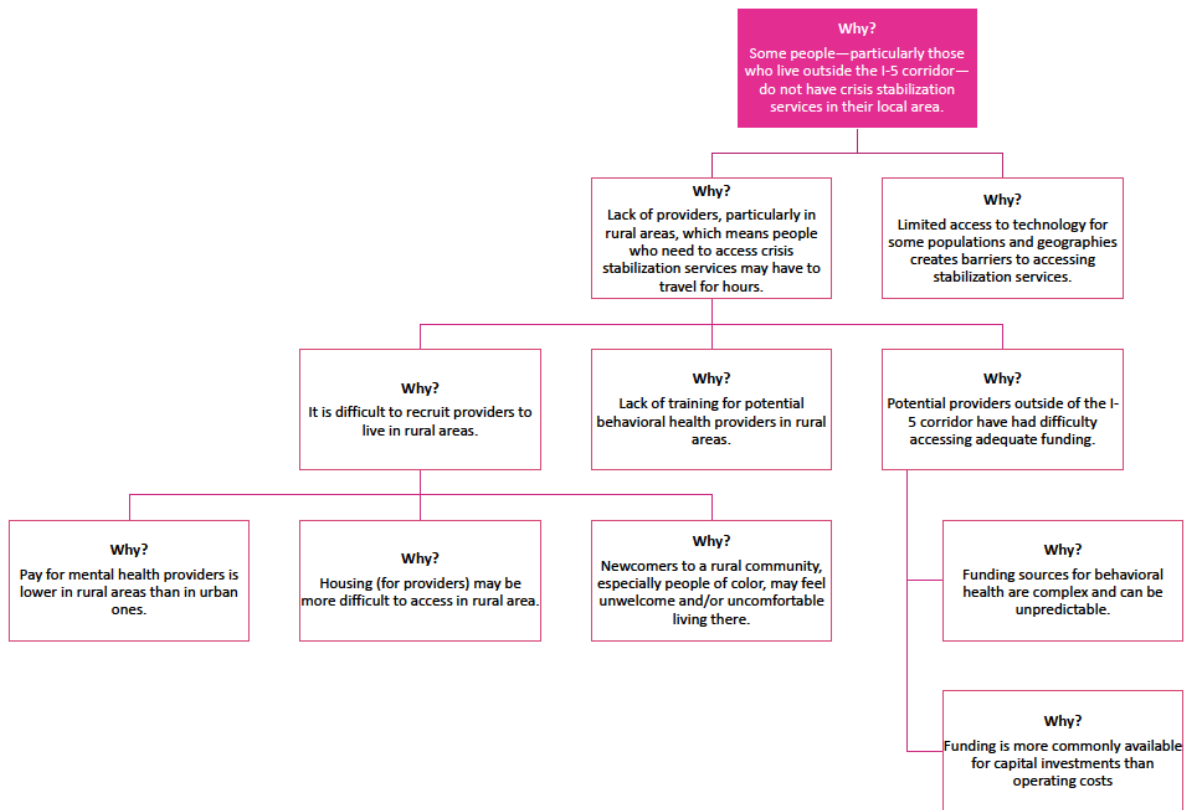 Why?
Some people—particularly those
who live outside the I-5 corridor—
do not have crisis stabilization
services in their local area.
Why?
Lack of providers, particularly in
rural areas, which means people
who need to access crisis
stabilization services may have to
travel for hours.
Why?
Limited access to technology for
some populations and geographies
creates barriers to accessing
stabilization services.
Why?
It is difficult to recruit providers to
live in rural areas.
Why?
Lack of training for potential
behavioral health providers in rural
areas.
Why?
Potential providers outside of the I-
5 corridor have had difficulty
accessing adequate funding.
Why?
Pay for mental health providers is
lower in rural areas than in urban
ones.
Why?
Housing (for providers) may be
more difficult to access in rural area.
Why?
Newcomers to a rural community,
especially people of color, may feel
unwelcome and/or uncomfortable
living there.
Why?
Funding sources for behavioral
health are complex and can be
unpredictable.
Why?
Funding is more commonly available
for capital investments than
operating costs